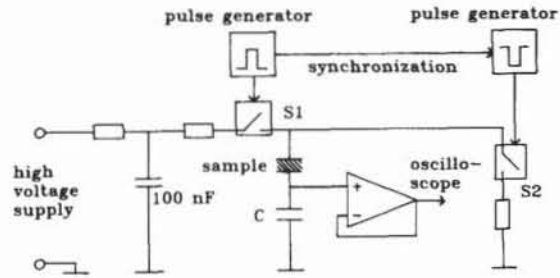 pulse generator
pulse generator
synchronization
S1
sample
oscillo-
scope
high
voltage
supply
100 nF
C
+
−
S2